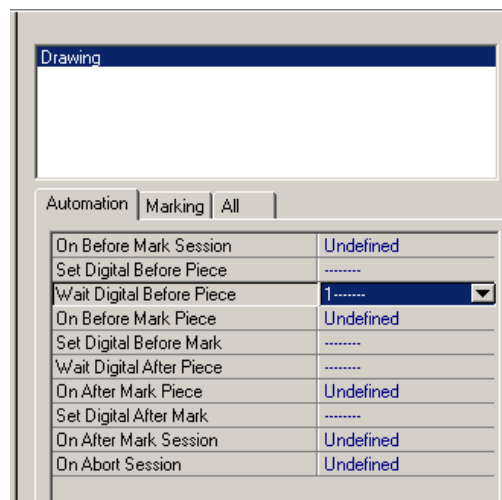 Drawing
Automation Marking All
On Before Mark Session Undefined
Set Digital Before Piece --------
Wait Digital Before Piece 1-------
On Before Mark Piece Undefined
Set Digital Before Mark --------
Wait Digital After Piece --------
On After Mark Piece Undefined
Set Digital After Mark --------
On After Mark Session Undefined
On Abort Session Undefined